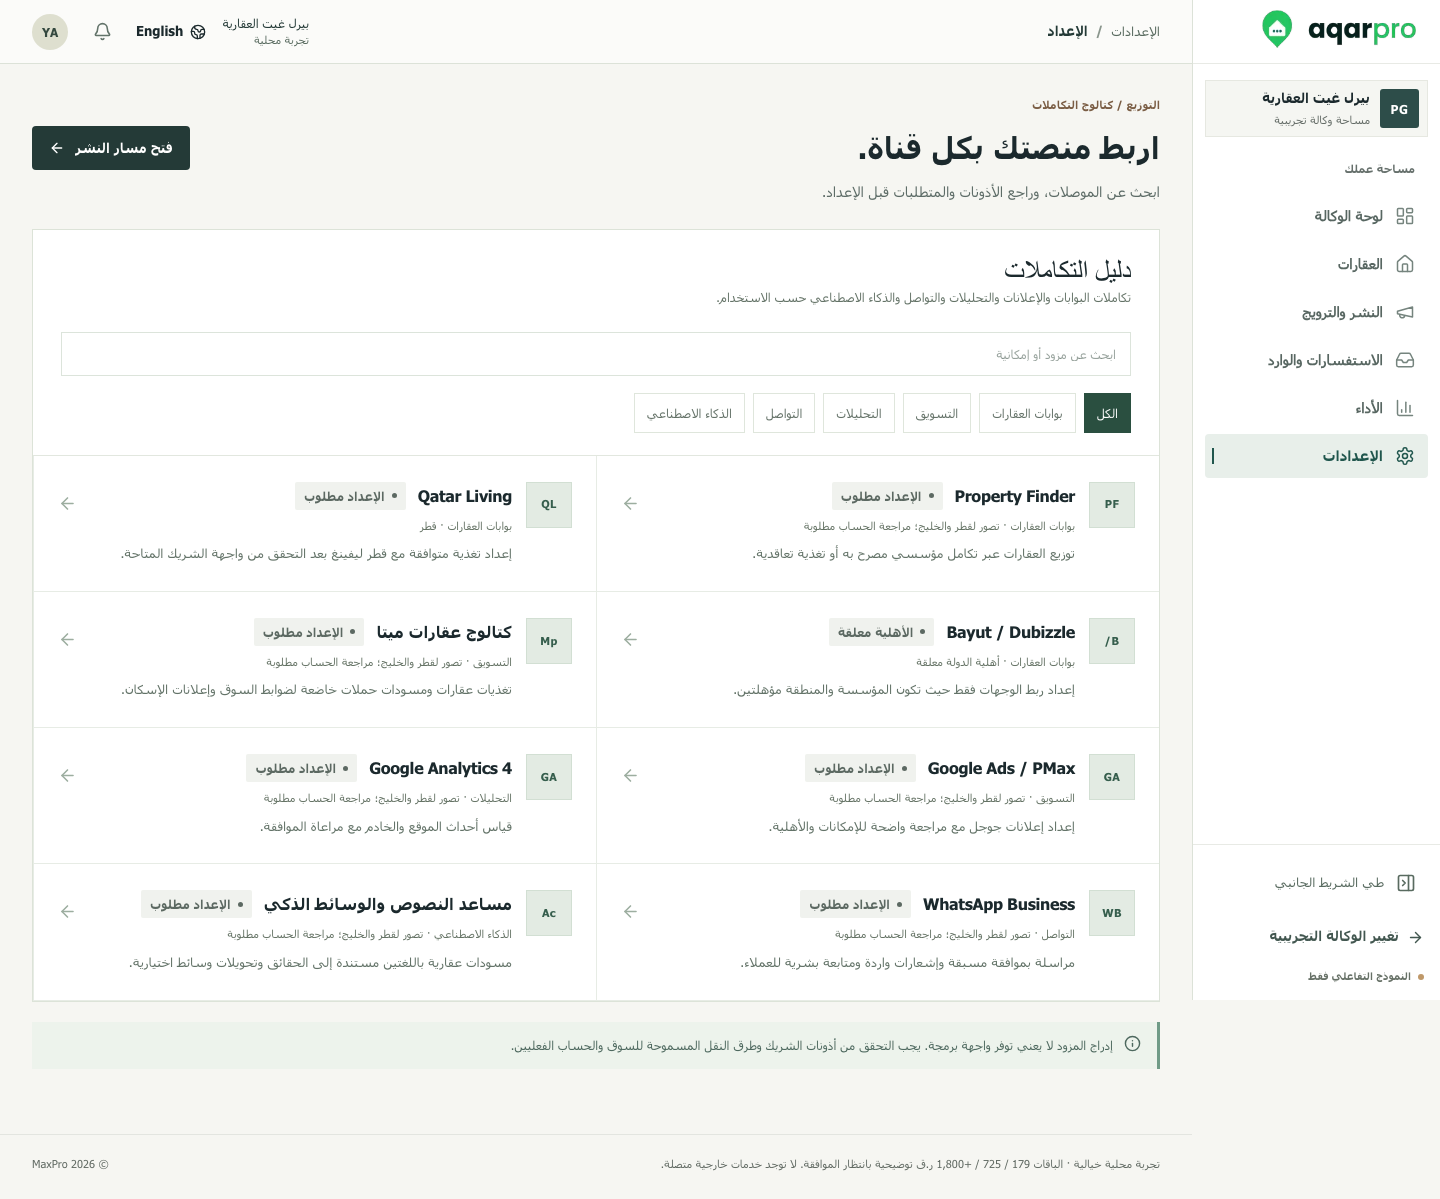 aqarpro
الإعدادات / الإعداد
بيرل غيت العقارية
تجربة محلية
English
YA
PG
بيرل غيت العقارية
مساحة وكالة تجريبية
مساحة عملك
لوحة الوكالة
العقارات
النشر والترويج
الاستفسارات والوارد
الأداء
الإعدادات
طي الشريط الجانبي
تغيير الوكالة التجريبية
النموذج التفاعلي فقط
التوزيع / كتالوج التكاملات
اربط منصتك بكل قناة.
ابحث عن الموصلات، وراجع الأذونات والمتطلبات قبل الإعداد.
فتح مسار النشر
دليل التكاملات
تكاملات البوابات والإعلانات والتحليلات والتواصل والذكاء الاصطناعي حسب الاستخدام.
ابحث عن مزود أو إمكانية
الكل
بوابات العقارات
التسويق
التحليلات
التواصل
الذكاء الاصطناعي
PF
Property Finder
الإعداد مطلوب
بوابات العقارات · تصور لقطر والخليج؛ مراجعة الحساب مطلوبة
توزيع العقارات عبر تكامل مؤسسي مصرح به أو تغذية تعاقدية.
QL
Qatar Living
الإعداد مطلوب
بوابات العقارات · قطر
إعداد تغذية متوافقة مع قطر ليفينغ بعد التحقق من واجهة الشريك المتاحة.
B/
Bayut / Dubizzle
الأهلية معلقة
بوابات العقارات · أهلية الدولة معلقة
إعداد ربط الوجهات فقط حيث تكون المؤسسة والمنطقة مؤهلتين.
Mp
كتالوج عقارات ميتا
الإعداد مطلوب
التسويق · تصور لقطر والخليج؛ مراجعة الحساب مطلوبة
تغذيات عقارات ومسودات حملات خاضعة لضوابط السوق وإعلانات الإسكان.
GA
Google Ads / PMax
الإعداد مطلوب
التسويق · تصور لقطر والخليج؛ مراجعة الحساب مطلوبة
إعداد إعلانات جوجل مع مراجعة واضحة للإمكانات والأهلية.
GA
Google Analytics 4
الإعداد مطلوب
التحليلات · تصور لقطر والخليج؛ مراجعة الحساب مطلوبة
قياس أحداث الموقع والخادم مع مراعاة الموافقة.
WB
WhatsApp Business
الإعداد مطلوب
التواصل · تصور لقطر والخليج؛ مراجعة الحساب مطلوبة
مراسلة بموافقة مسبقة وإشعارات واردة ومتابعة بشرية للعملاء.
Ac
مساعد النصوص والوسائط الذكي
الإعداد مطلوب
الذكاء الاصطناعي · تصور لقطر والخليج؛ مراجعة الحساب مطلوبة
مسودات عقارية باللغتين مستندة إلى الحقائق وتحويلات وسائط اختيارية.
إدراج المزود لا يعني توفر واجهة برمجة. يجب التحقق من أذونات الشريك وطرق النقل المسموحة للسوق والحساب الفعليين.
تجربة محلية خيالية · الباقات 179 / 725 / +1,800 ر.ق توضيحية بانتظار الموافقة. لا توجد خدمات خارجية متصلة.
© 2026 MaxPro